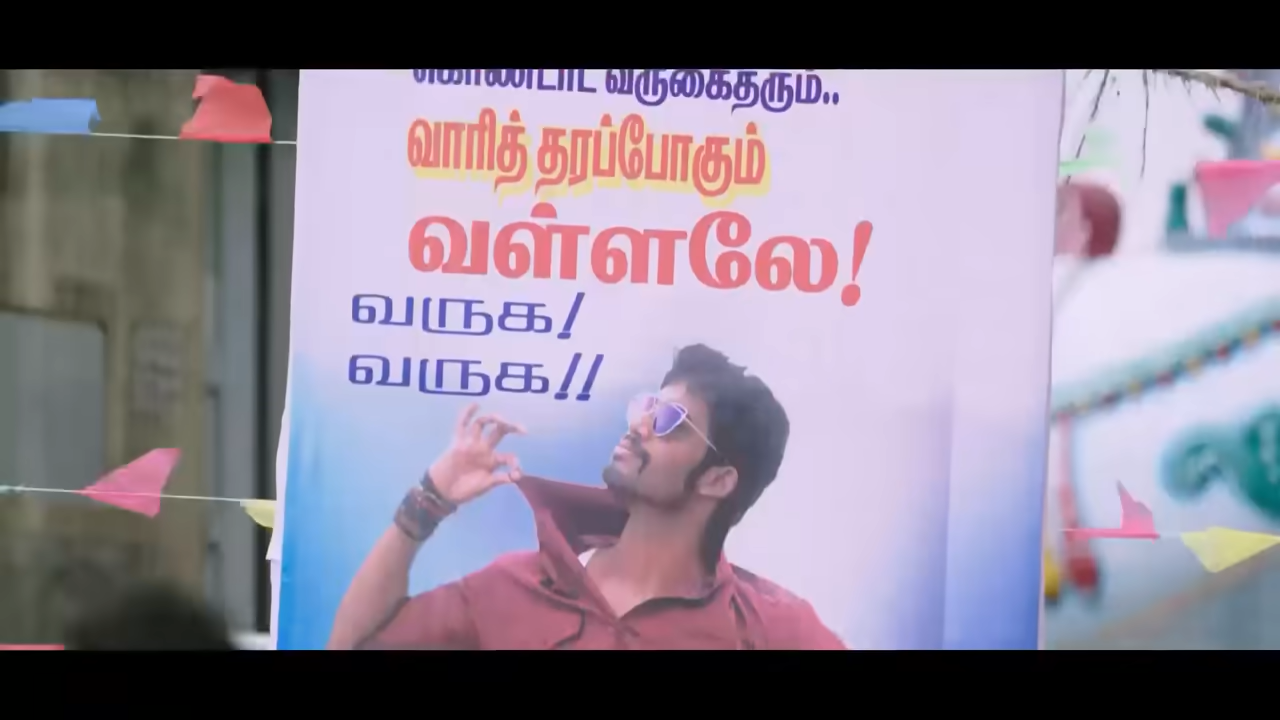 கொண்டாட வருகைதரும்..
வாரித் தரப்போகும்
வள்ளலே!
வருக!
வருக!!